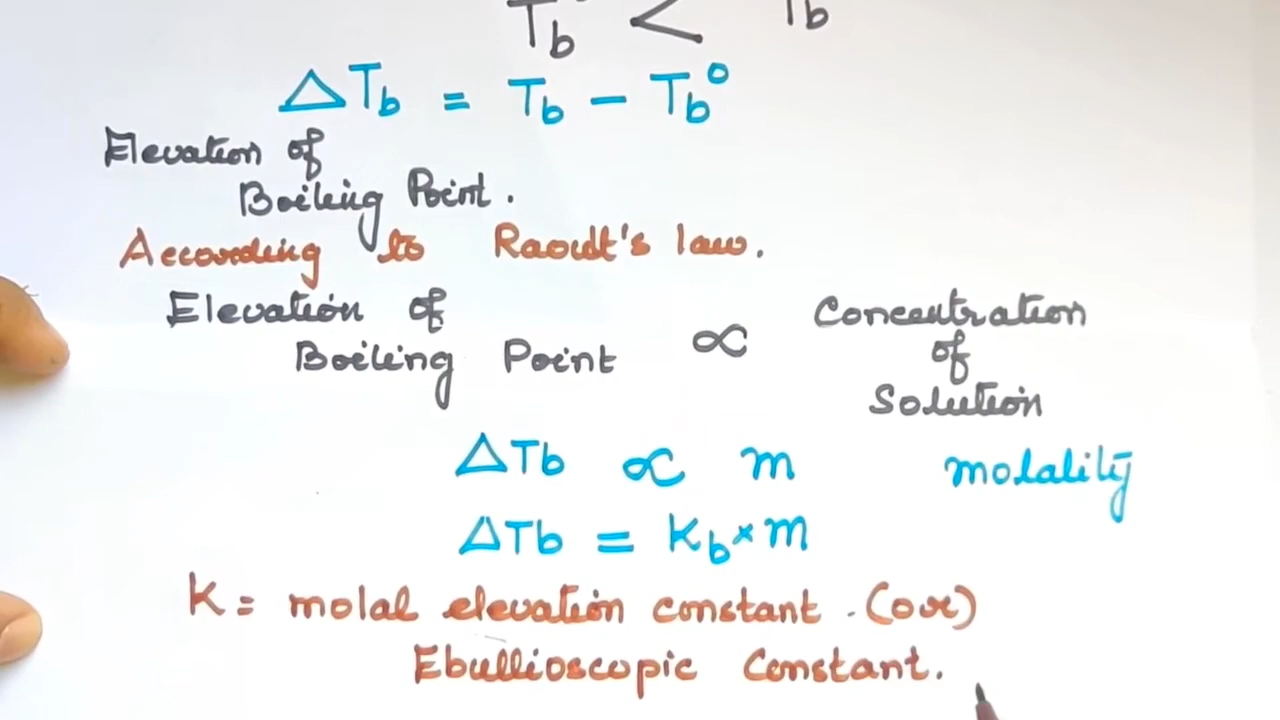 Tb° < Tb
ΔTb = Tb − Tb°
Elevation of
Boiling Point.
According to Raoult's law.
Elevation of
Boiling Point ∝ Concentration
of
Solution
ΔTb ∝ m molality
ΔTb = Kb × m
K = molal elevation constant. (or)
Ebullioscopic Constant.